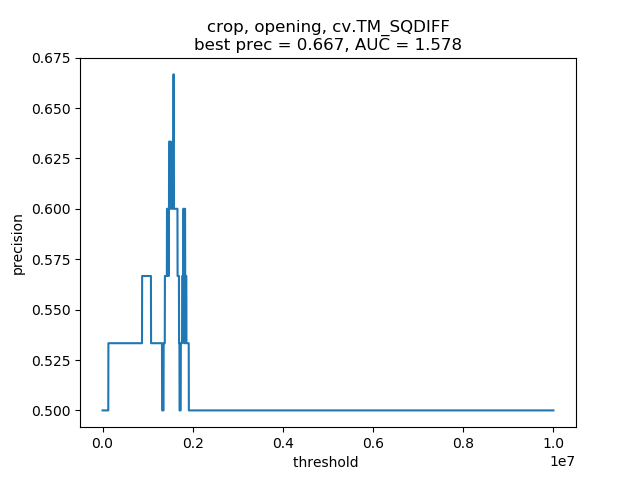 crop, opening, cv.TM_SQDIFF
best prec = 0.667, AUC = 1.578
precision
0.675
0.650
0.625
0.600
0.575
0.550
0.525
0.500
0.0 0.2 0.4 0.6 0.8 1.0
1e7
threshold